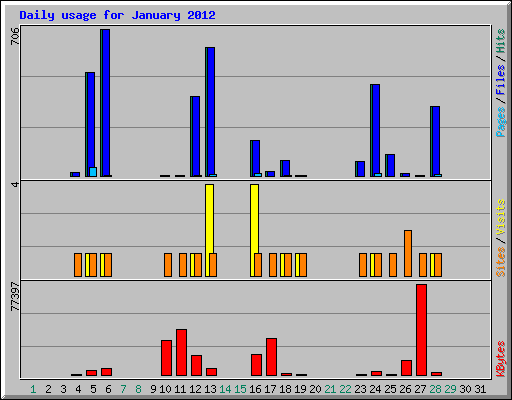 Daily usage for January 2012
706
Pages/Files/Hits
4
Sites/Visits
77397
KBytes
1 2 3 4 5 6 7 8 9 10 11 12 13 14 15 16 17 18 19 20 21 22 23 24 25 26 27 28 29 30 31